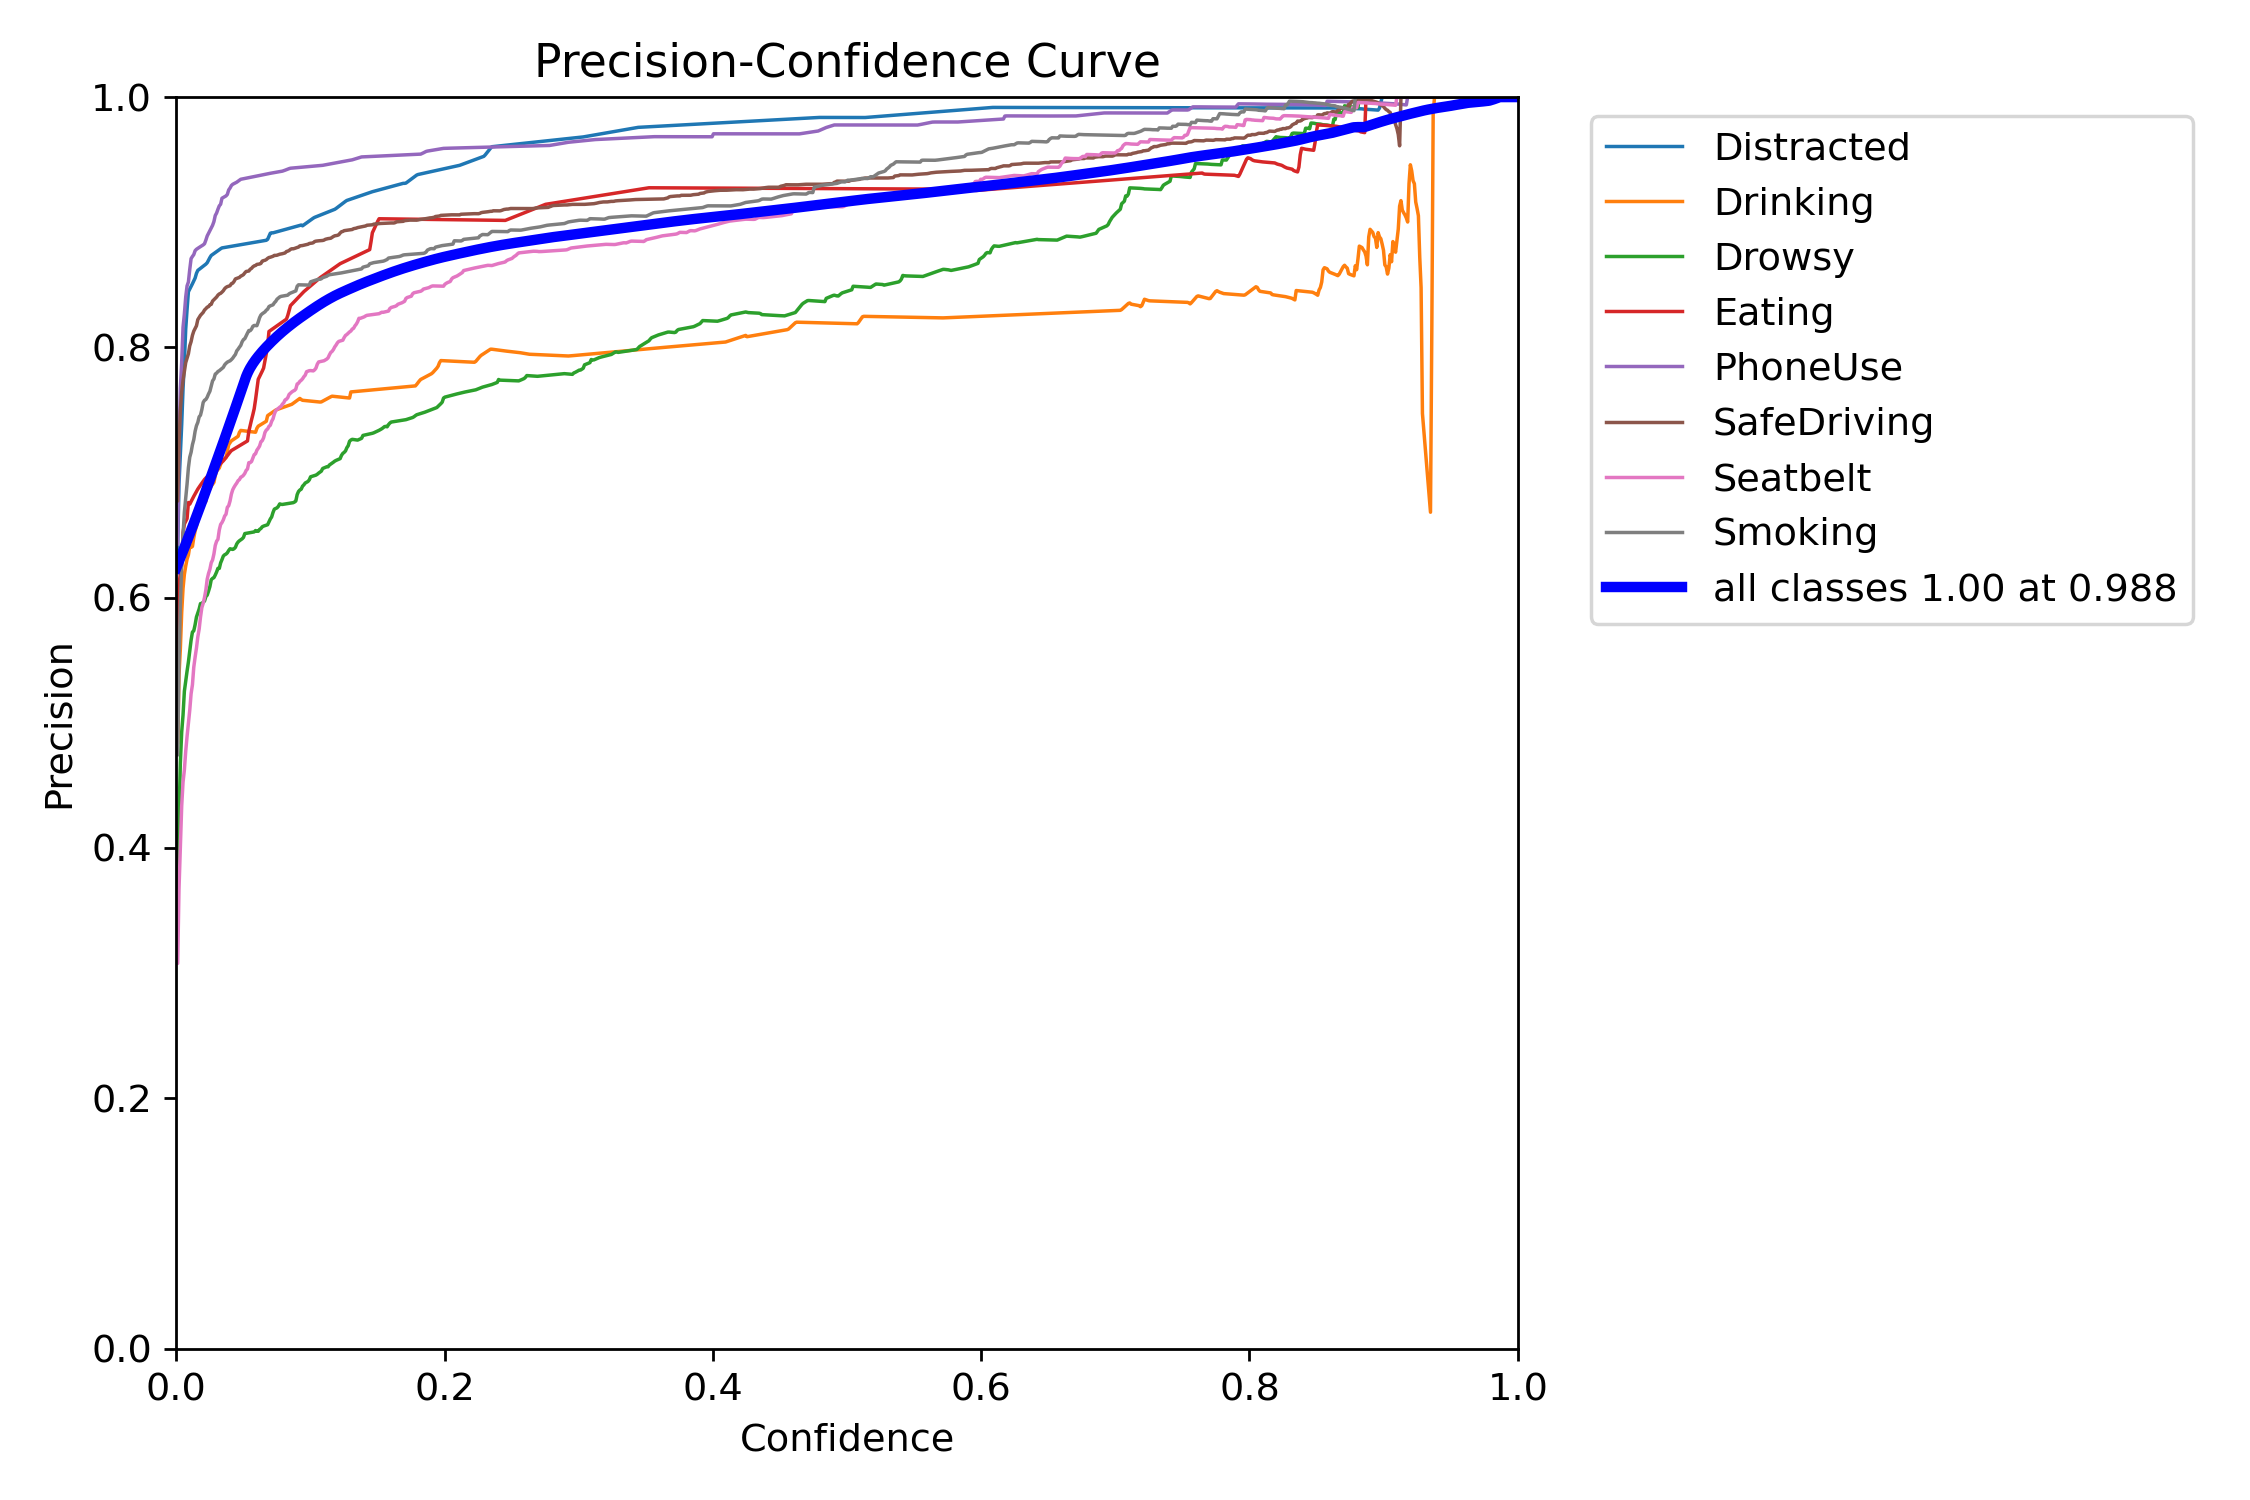 Precision-Confidence Curve
1.0
0.8
0.6
0.4
0.2
0.0
Precision
0.0 0.2 0.4 0.6 0.8 1.0
Confidence
Distracted
Drinking
Drowsy
Eating
PhoneUse
SafeDriving
Seatbelt
Smoking
all classes 1.00 at 0.988